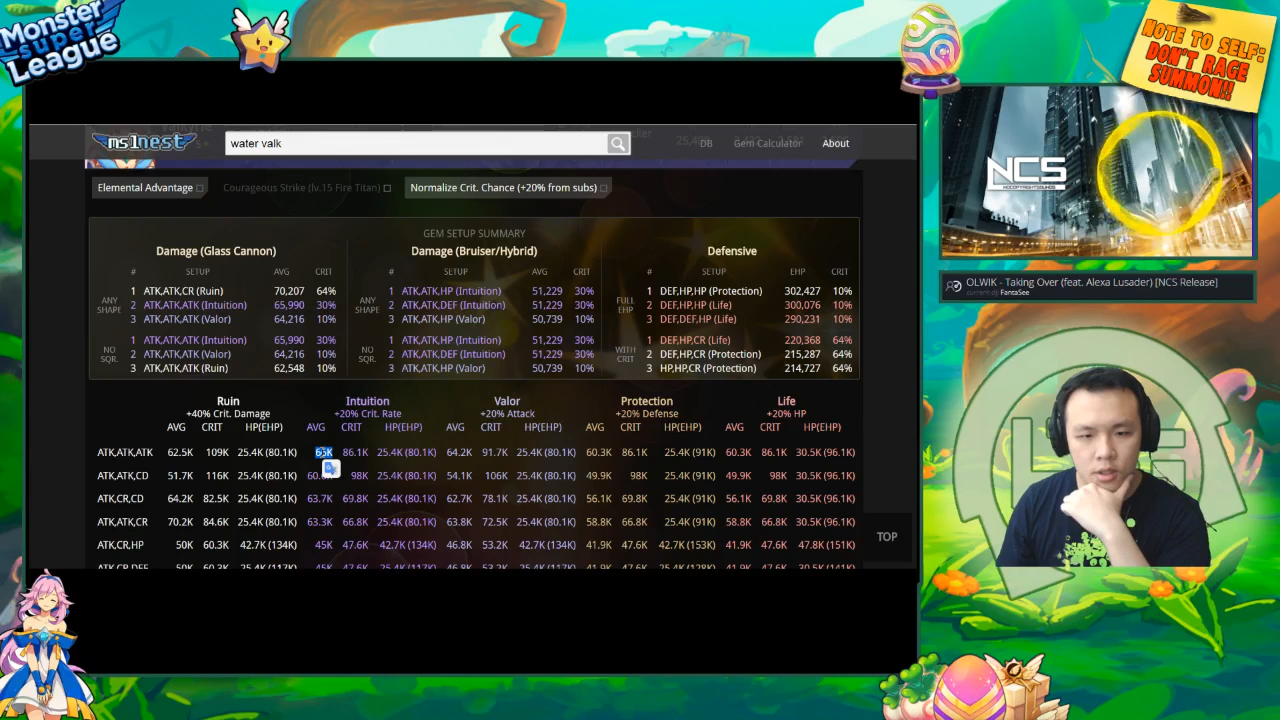 Monster
Super
League
NOTE TO SELF:
DON'T RAGE
SUMMON!!
mslnest
water valk
DB
Gem Calculator
About
Elemental Advantage
Courageous Strike (lv.15 Fire Titan)
Normalize Crit. Chance (+20% from subs)
GEM SETUP SUMMARY
Damage (Glass Cannon)
Damage (Bruiser/Hybrid)
Defensive
# SETUP AVG CRIT
# SETUP AVG CRIT
# SETUP EHP CRIT
ANY SHAPE
1 ATK,ATK,CR (Ruin) 70,207 64%
2 ATK,ATK,ATK (Intuition) 65,990 30%
3 ATK,ATK,ATK (Valor) 64,216 10%
NO SQR.
1 ATK,ATK,ATK (Intuition) 65,990 30%
2 ATK,ATK,ATK (Valor) 64,216 10%
3 ATK,ATK,ATK (Ruin) 62,548 10%
ANY SHAPE
1 ATK,ATK,HP (Intuition) 51,229 30%
2 ATK,ATK,DEF (Intuition) 51,229 30%
3 ATK,ATK,HP (Valor) 50,739 10%
NO SQR.
1 ATK,ATK,HP (Intuition) 51,229 30%
2 ATK,ATK,DEF (Intuition) 51,229 30%
3 ATK,ATK,HP (Valor) 50,739 10%
FULL EHP
1 DEF,HP,HP (Protection) 302,427 10%
2 DEF,HP,HP (Life) 300,076 10%
3 DEF,DEF,HP (Life) 290,231 10%
WITH CRIT
1 DEF,HP,CR (Life) 220,368 64%
2 DEF,HP,CR (Protection) 215,287 64%
3 HP,HP,CR (Protection) 214,727 64%
Ruin Intuition Valor Protection Life
+40% Crit. Damage +20% Crit. Rate +20% Attack +20% Defense +20% HP
AVG CRIT HP(EHP) AVG CRIT HP(EHP) AVG CRIT HP(EHP) AVG CRIT HP(EHP) AVG CRIT HP(EHP)
ATK,ATK,ATK 62.5K 109K 25.4K (80.1K) 86.1K 25.4K (80.1K) 64.2K 91.7K 25.4K (80.1K) 60.3K 86.1K 25.4K (91K) 60.3K 86.1K 30.5K (96.1K)
ATK,ATK,CD 51.7K 116K 25.4K (80.1K) 98K 25.4K (80.1K) 54.1K 106K 25.4K (80.1K) 49.9K 98K 25.4K (91K) 49.9K 98K 30.5K (96.1K)
ATK,CR,CD 64.2K 82.5K 25.4K (80.1K) 63.7K 69.8K 25.4K (80.1K) 62.7K 78.1K 25.4K (80.1K) 56.1K 69.8K 25.4K (91K) 56.1K 69.8K 30.5K (96.1K)
ATK,ATK,CR 70.2K 84.6K 25.4K (80.1K) 63.3K 66.8K 25.4K (80.1K) 63.8K 72.5K 25.4K (80.1K) 58.8K 66.8K 25.4K (91K) 58.8K 66.8K 30.5K (96.1K)
ATK,CR,HP 50K 60.3K 42.7K (134K) 45K 47.6K 42.7K (134K) 46.8K 53.2K 42.7K (134K) 41.9K 47.6K 42.7K (153K) 41.9K 47.6K 47.8K (151K)
TOP
NCS
NOCOPYRIGHTSOUNDS
OLWIK - Taking Over (feat. Alexa Lusader) [NCS Release]
current dj: FantaSee